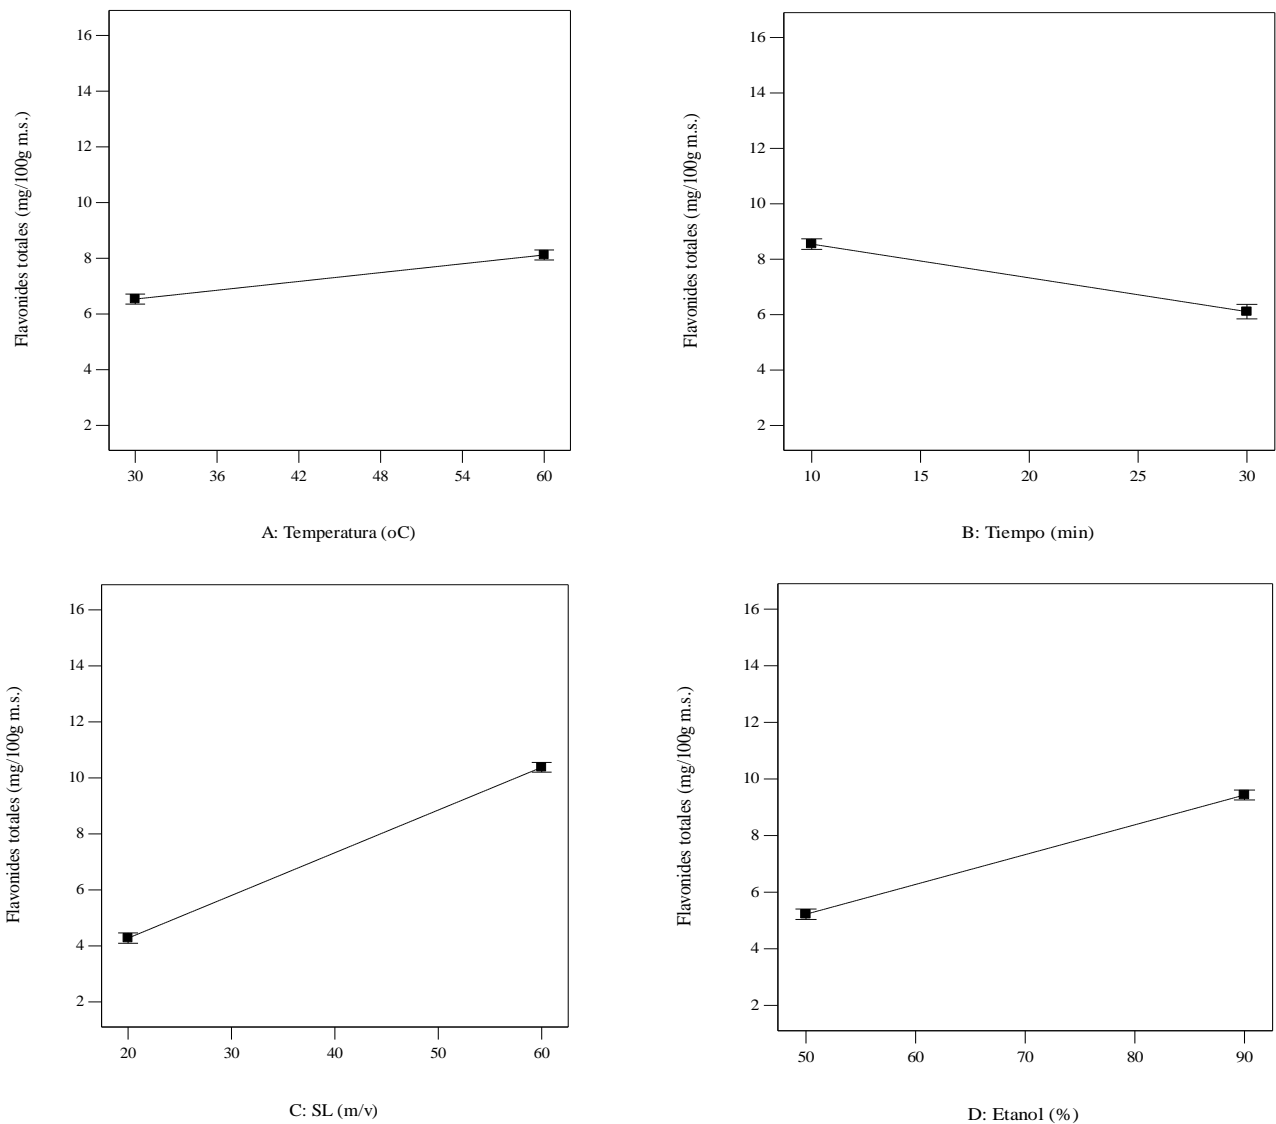 16
14
12
10
8
6
4
2
Flavonides totales (mg/100g m.s.)
30 36 42 48 54 60
A: Temperatura (oC)
16
14
12
10
8
6
4
2
Flavonides totales (mg/100g m.s.)
10 15 20 25 30
B: Tiempo (min)
16
14
12
10
8
6
4
2
Flavonides totales (mg/100g m.s.)
20 30 40 50 60
C: SL (m/v)
16
14
12
10
8
6
4
2
Flavonides totales (mg/100g m.s.)
50 60 70 80 90
D: Etanol (%)